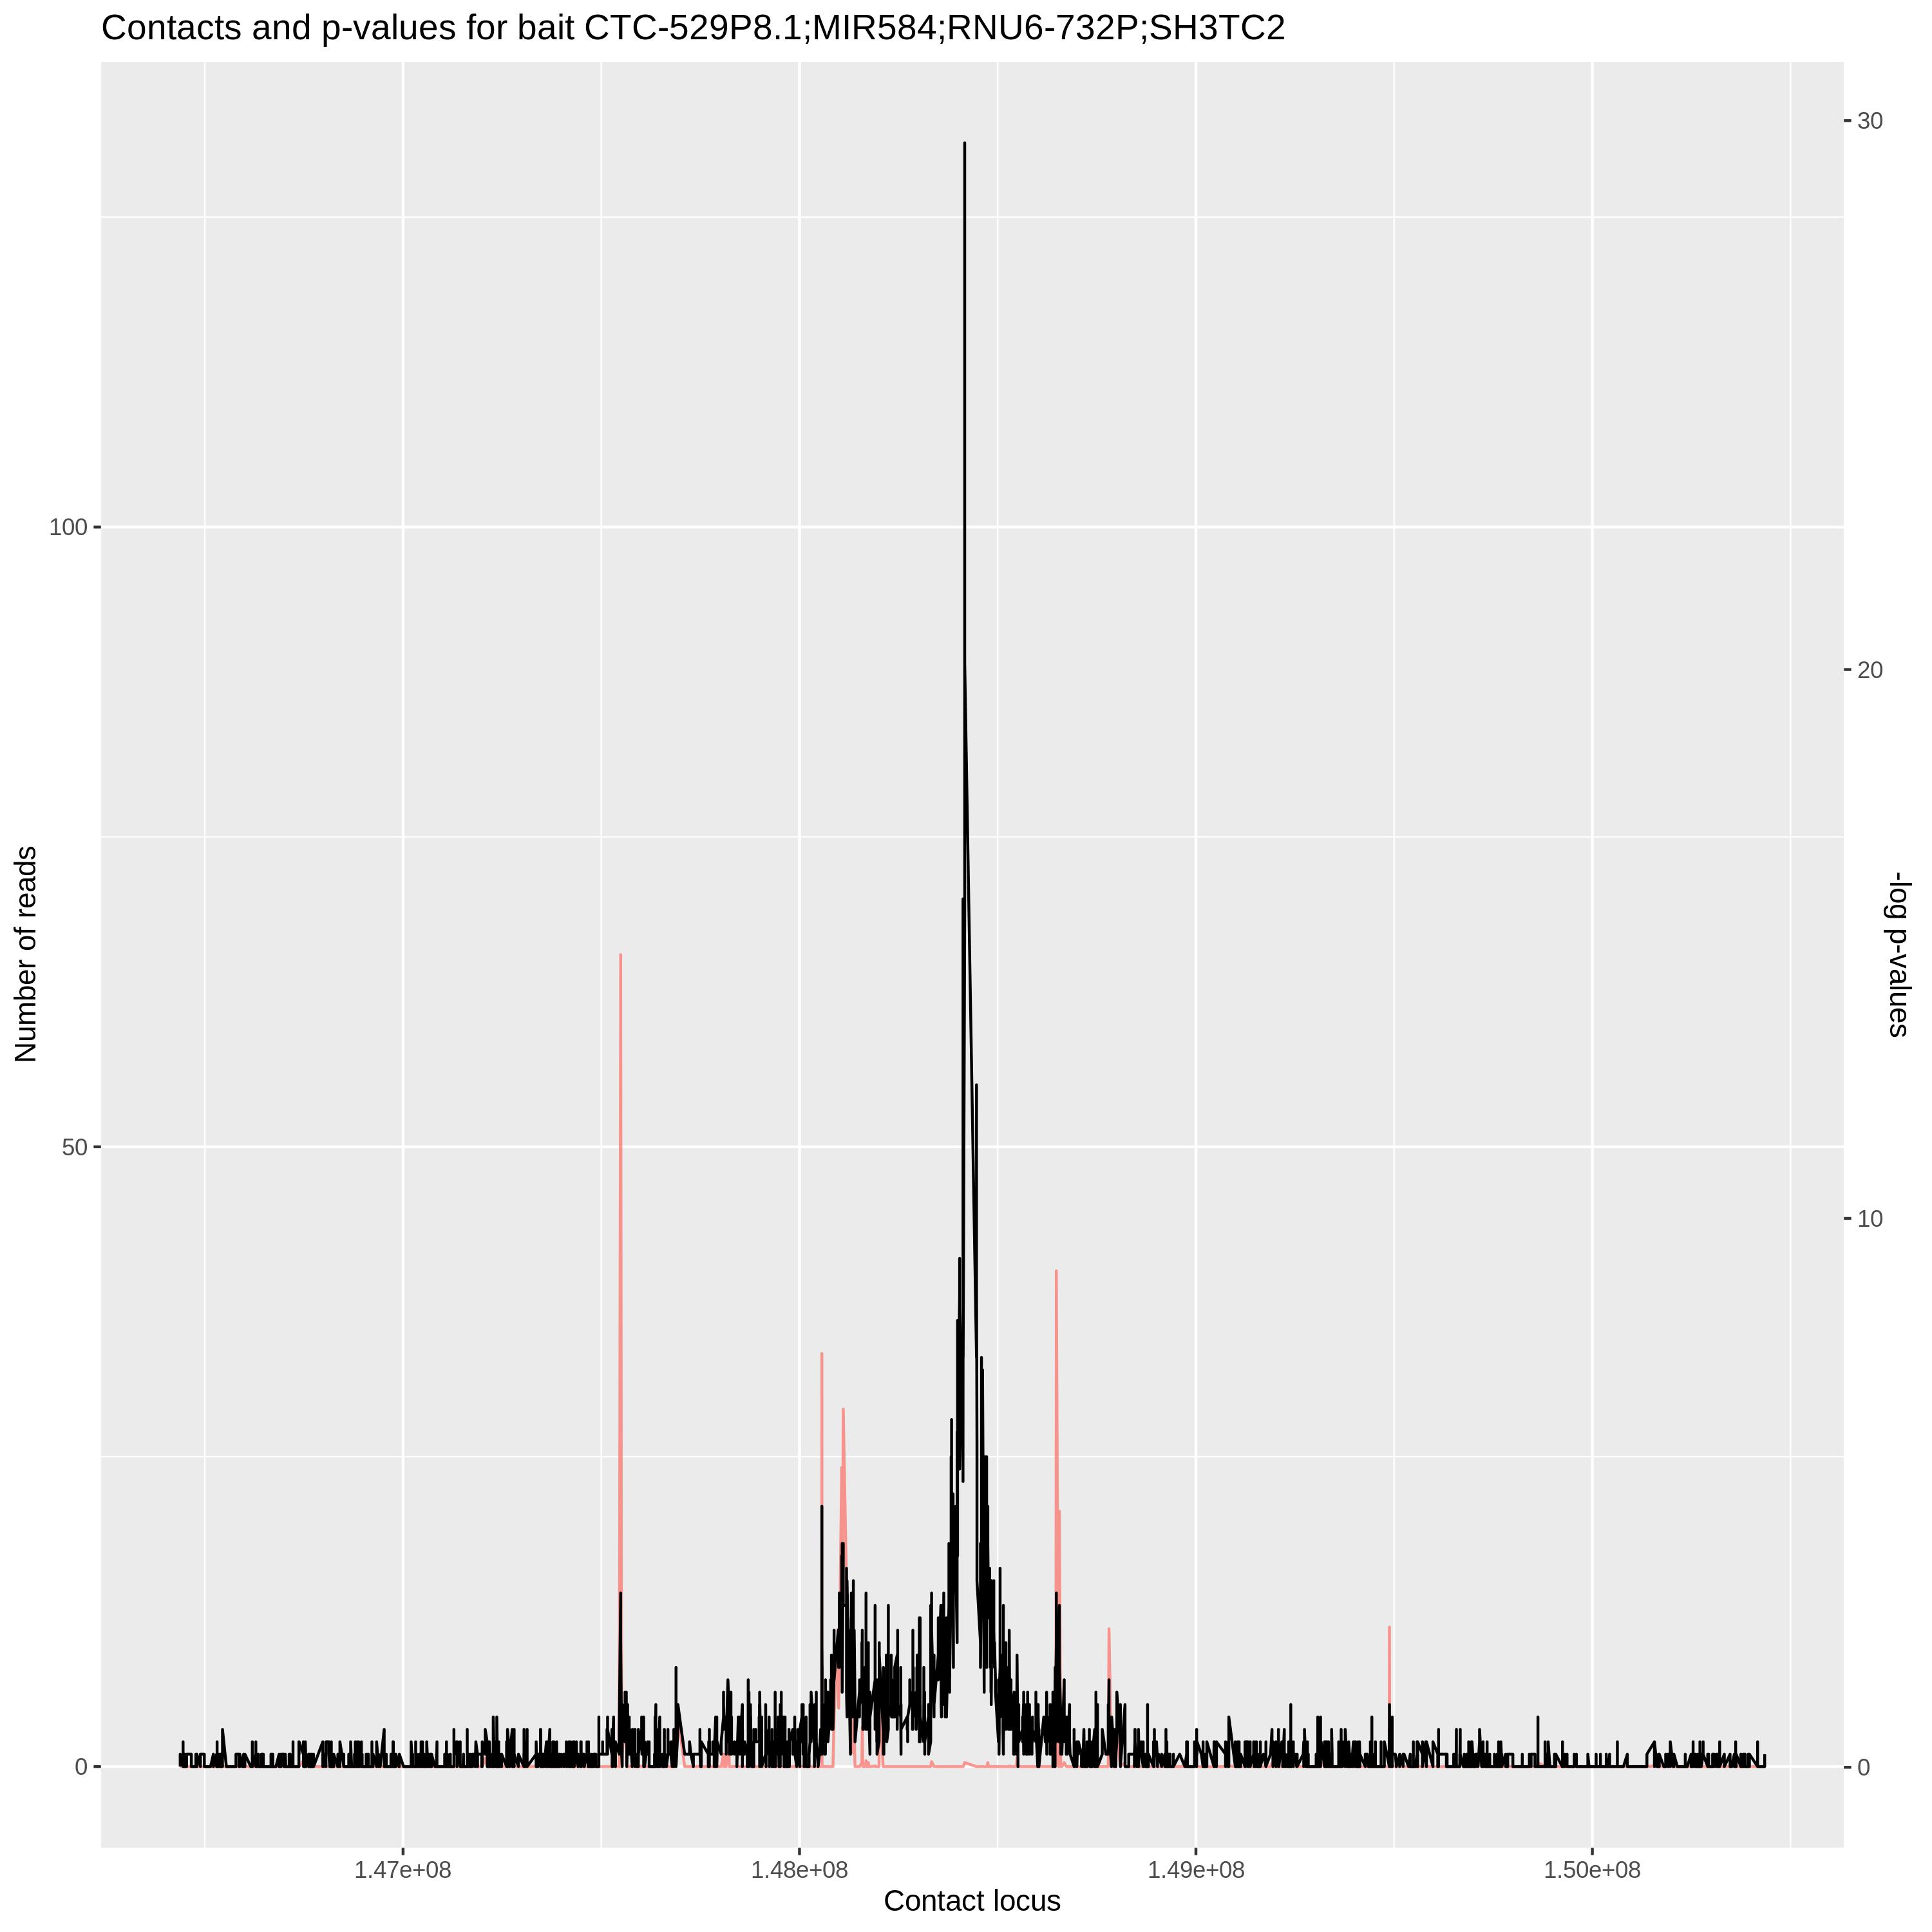 Contacts and p-values for bait CTC-529P8.1;MIR584;RNU6-732P;SH3TC2
30
100
20
Number of reads
-log p-values
50
10
0
0
1.47e+08
1.48e+08
1.49e+08
1.50e+08
Contact locus